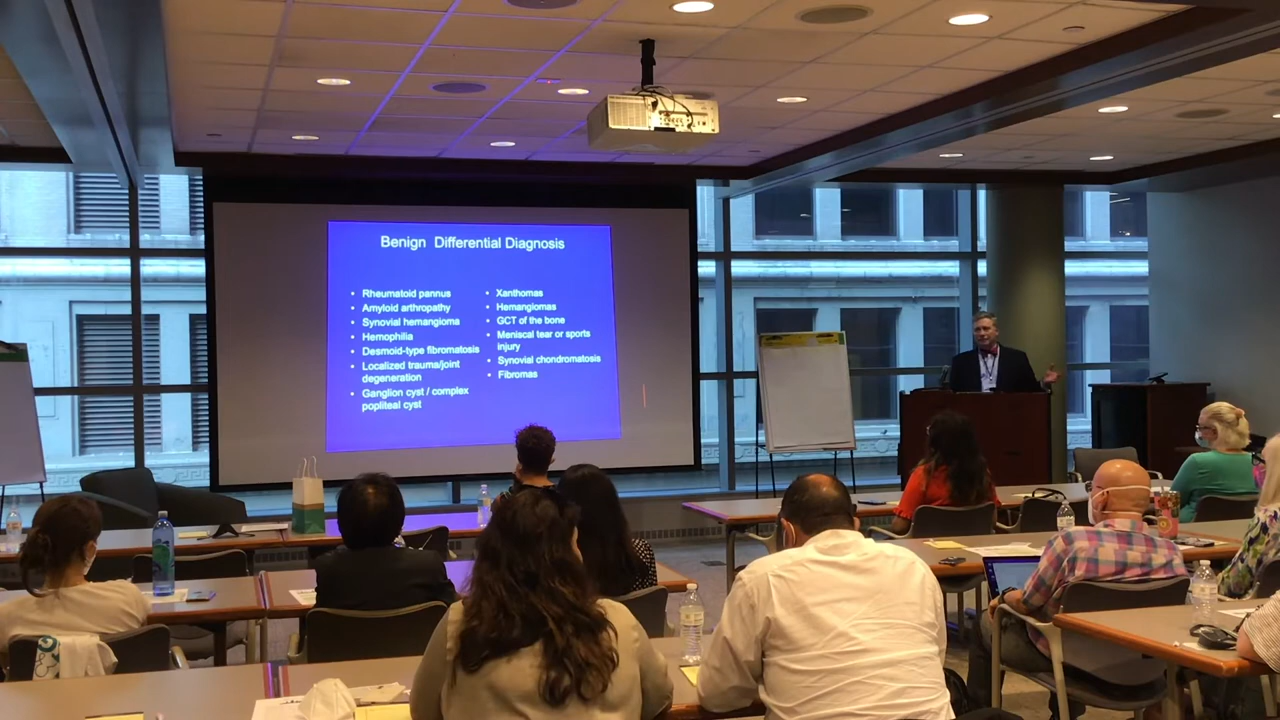 Benign Differential Diagnosis
• Rheumatoid pannus
• Amyloid arthropathy
• Synovial hemangioma
• Hemophilia
• Desmoid-type fibromatosis
• Localized trauma/joint
degeneration
• Ganglion cyst / complex
popliteal cyst
• Xanthomas
• Hemangiomas
• GCT of the bone
• Meniscal tear or sports
injury
• Synovial chondromatosis
• Fibromas